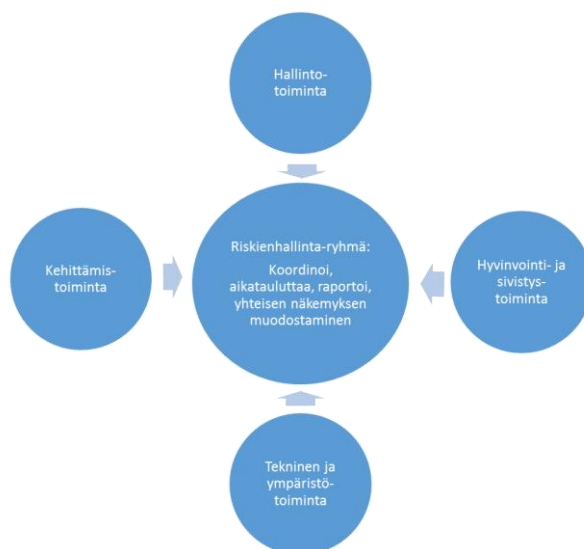 Hallinto-
toiminta
Riskienhallinta-ryhmä:
Koordinoi,
aikatauluttaa, raportoi,
yhteisen näkemyksen
muodostaminen
Kehittämis-
toiminta
Hyvinvointi- ja
sivistys-
toiminta
Tekninen ja
ympäristö-
toiminta